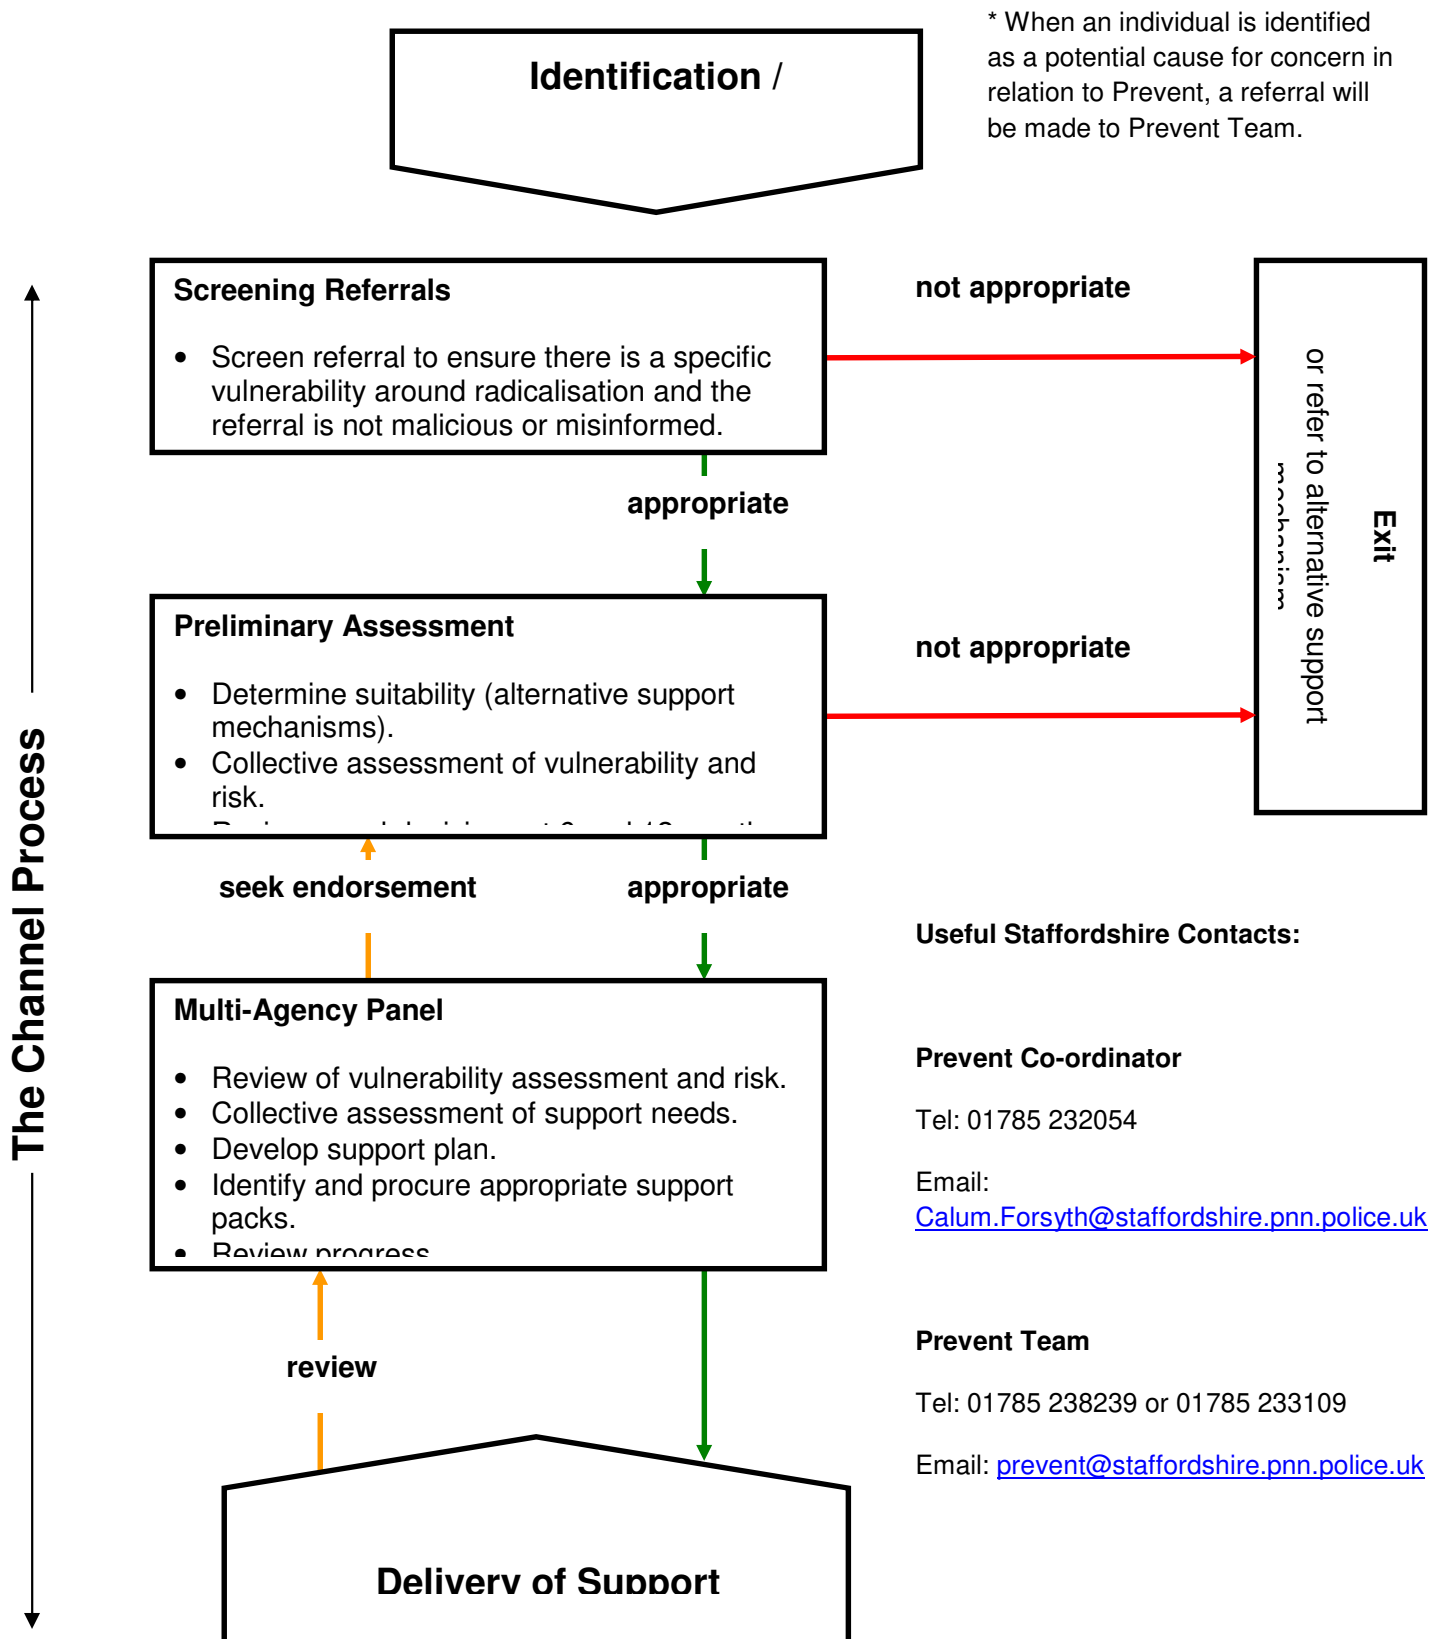 Identification /
* When an individual is identified
as a potential cause for concern in
relation to Prevent, a referral will
be made to Prevent Team.
The Channel Process
Screening Referrals
• Screen referral to ensure there is a specific
vulnerability around radicalisation and the
referral is not malicious or misinformed.
not appropriate
Exit
or refer to alternative support
mechanism
appropriate
Preliminary Assessment
• Determine suitability (alternative support
mechanisms).
• Collective assessment of vulnerability and
risk.
not appropriate
seek endorsement
appropriate
Multi-Agency Panel
• Review of vulnerability assessment and risk.
• Collective assessment of support needs.
• Develop support plan.
• Identify and procure appropriate support
packs.
• Review progress
review
Delivery of Support
Useful Staffordshire Contacts:
Prevent Co-ordinator
Tel: 01785 232054
Email:
Calum.Forsyth@staffordshire.pnn.police.uk
Prevent Team
Tel: 01785 238239 or 01785 233109
Email: prevent@staffordshire.pnn.police.uk